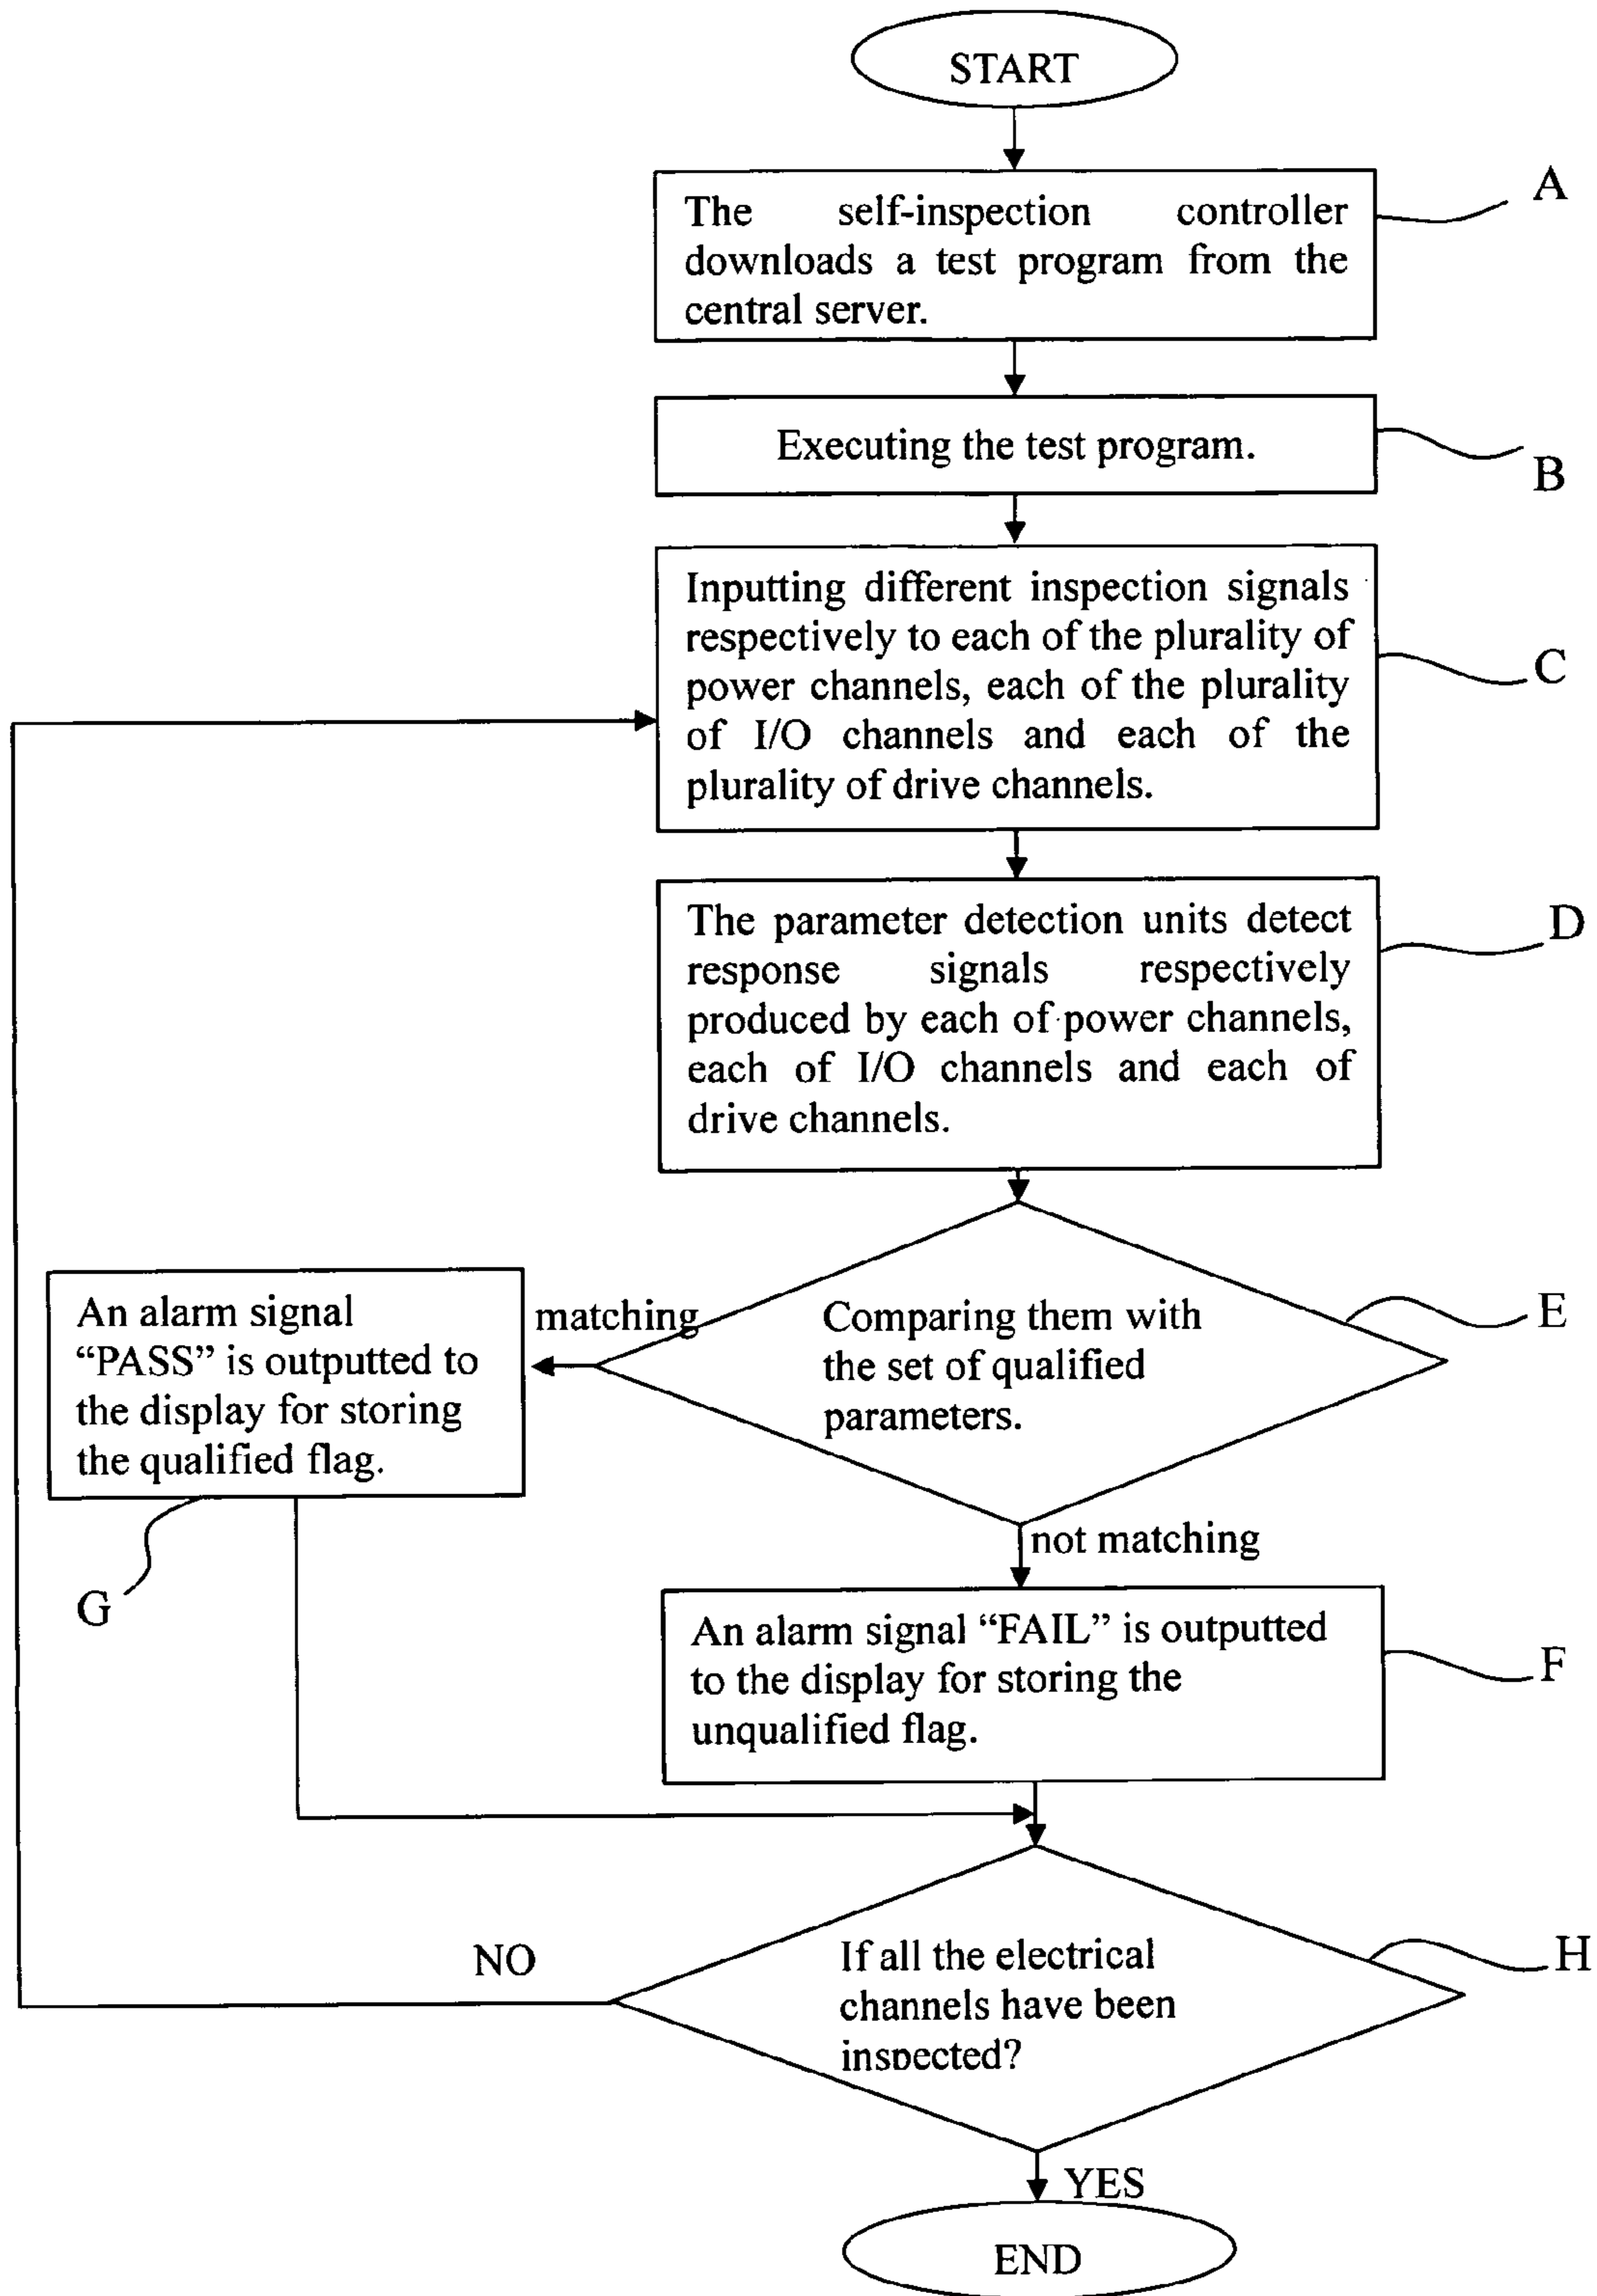 START
The self-inspection controller
downloads a test program from the
central server.
A
Executing the test program.
B
Inputting different inspection signals
respectively to each of the plurality of
power channels, each of the plurality
of I/O channels and each of the
plurality of drive channels.
C
The parameter detection units detect
response signals respectively
produced by each of power channels,
each of I/O channels and each of
drive channels.
D
Comparing them with
the set of qualified
parameters.
E
matching
An alarm signal
“PASS” is outputted to
the display for storing
the qualified flag.
G
not matching
An alarm signal “FAIL” is outputted
to the display for storing the
unqualified flag.
F
If all the electrical
channels have been
inspected?
H
NO
YES
END